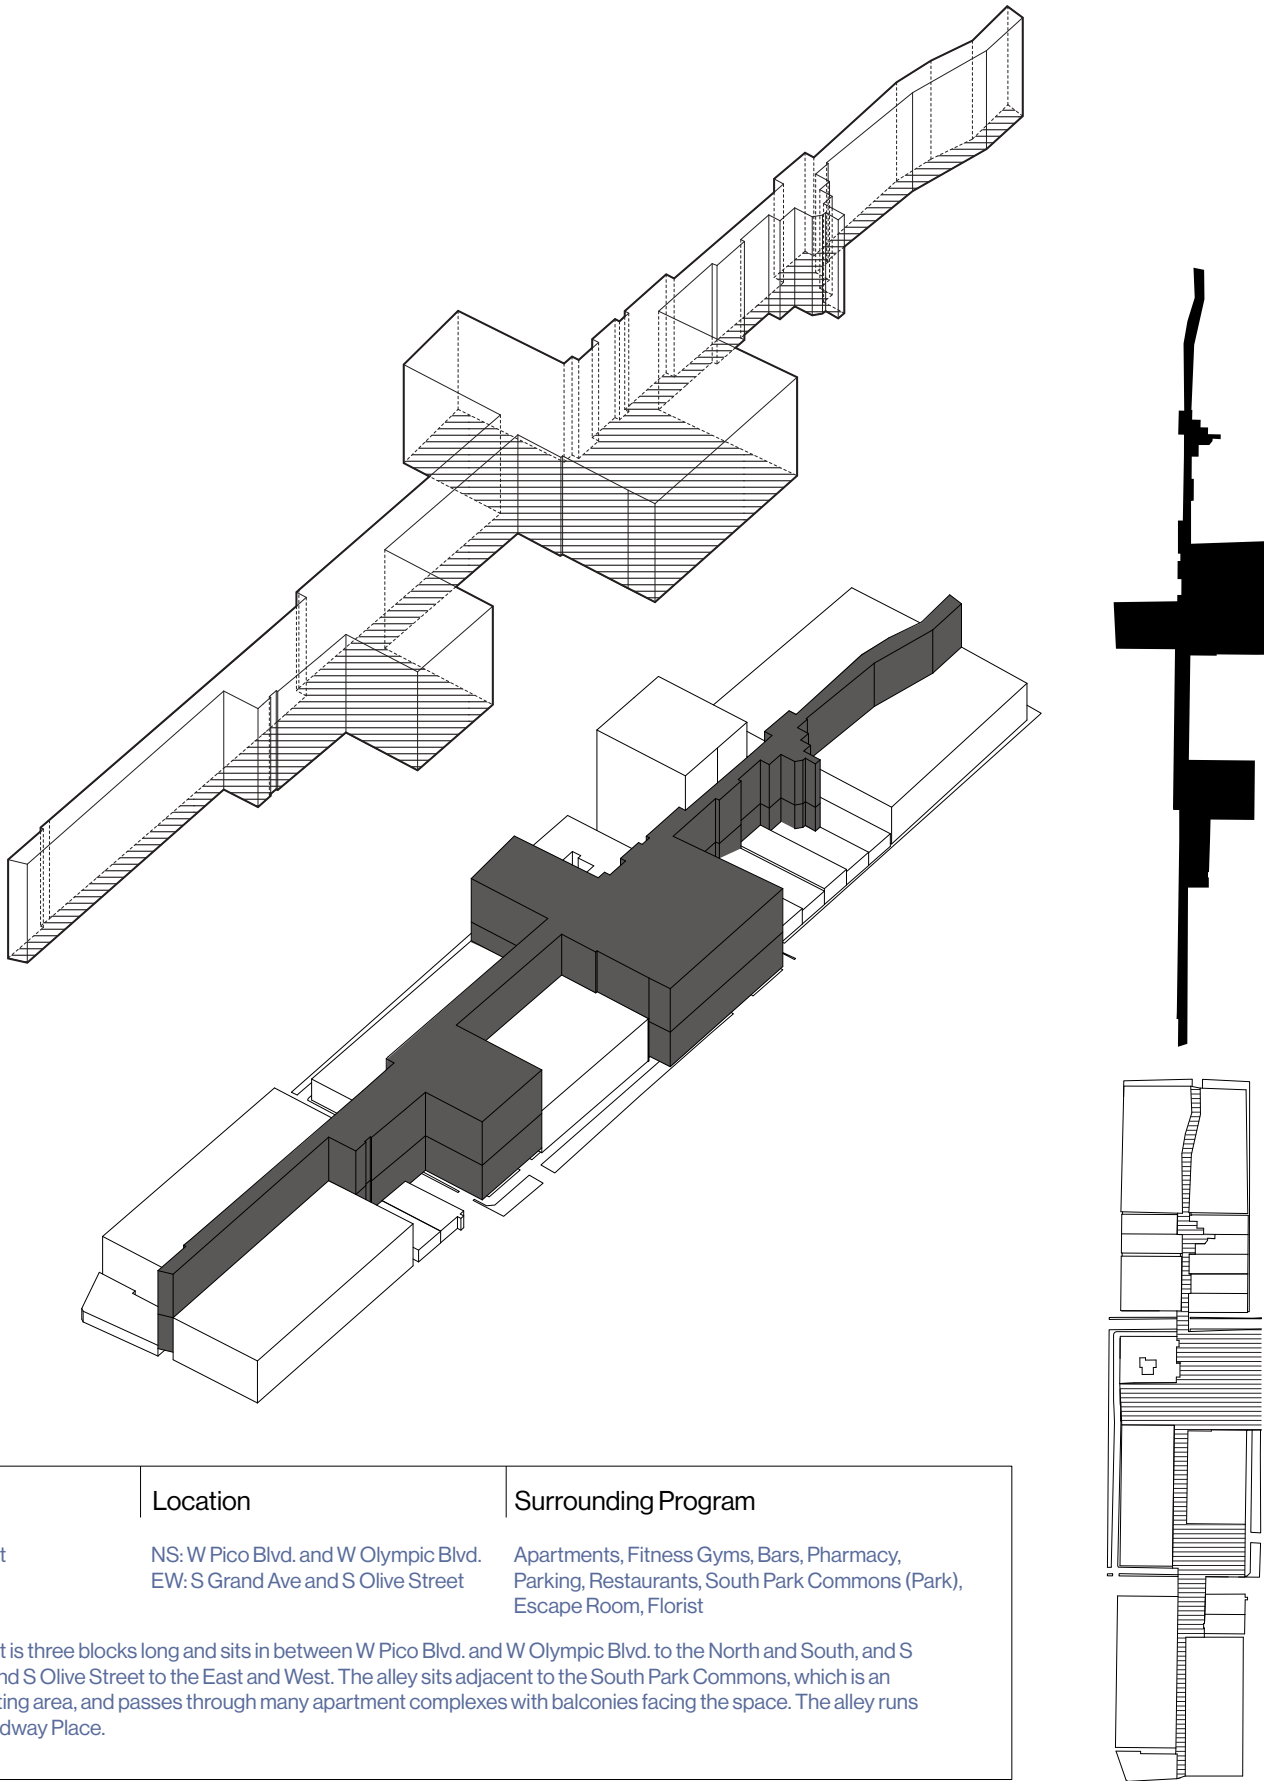 Location
Surrounding Program
t
NS: W Pico Blvd. and W Olympic Blvd.
EW: S Grand Ave and S Olive Street
Apartments, Fitness Gyms, Bars, Pharmacy,
Parking, Restaurants, South Park Commons (Park),
Escape Room, Florist
t is three blocks long and sits in between W Pico Blvd. and W Olympic Blvd. to the North and South, and S
nd S Olive Street to the East and West. The alley sits adjacent to the South Park Commons, which is an
ting area, and passes through many apartment complexes with balconies facing the space. The alley runs
dway Place.